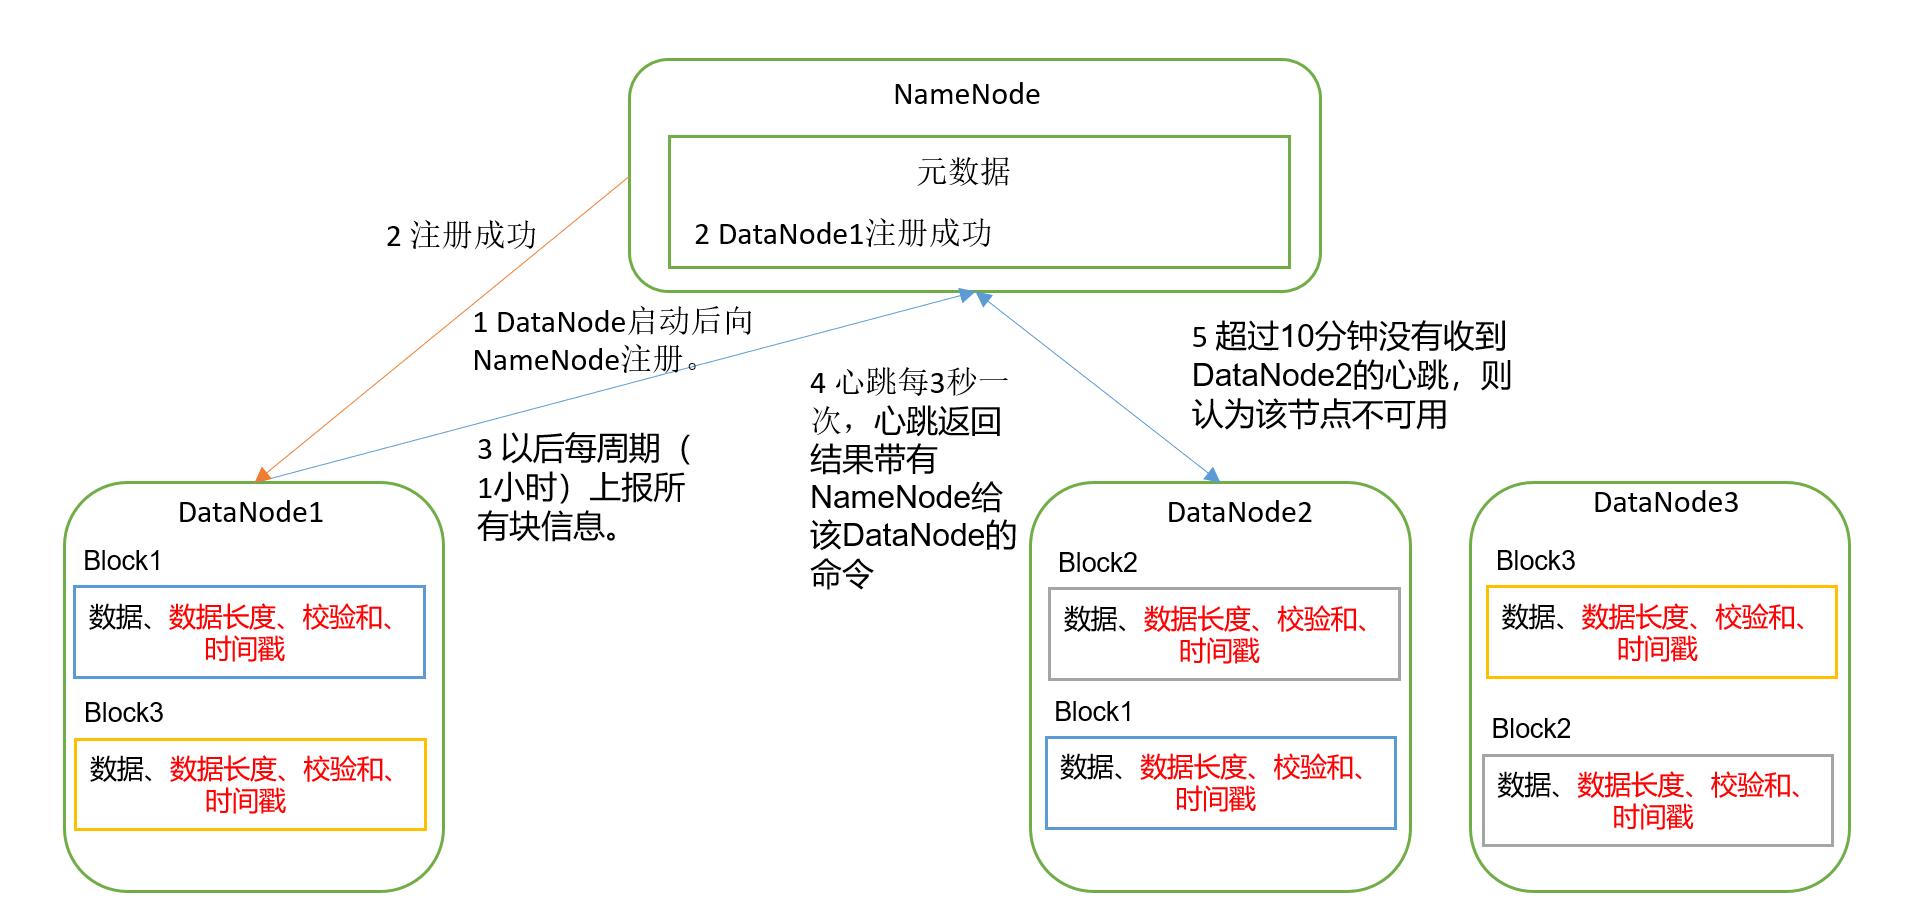 NameNode
元数据
2 DataNode1注册成功
2 注册成功
1 DataNode启动后向
NameNode注册。
3 以后每周期（
1小时）上报所
有块信息。
4 心跳每3秒一
次，心跳返回
结果带有
NameNode给
该DataNode的
命令
5 超过10分钟没有收到
DataNode2的心跳，则
认为该节点不可用
DataNode1
Block1
数据、数据长度、校验和、
时间戳
Block3
数据、数据长度、校验和、
时间戳
DataNode2
Block2
数据、数据长度、校验和、
时间戳
Block1
数据、数据长度、校验和、
时间戳
DataNode3
Block3
数据、数据长度、校验和、
时间戳
Block2
数据、数据长度、校验和、
时间戳